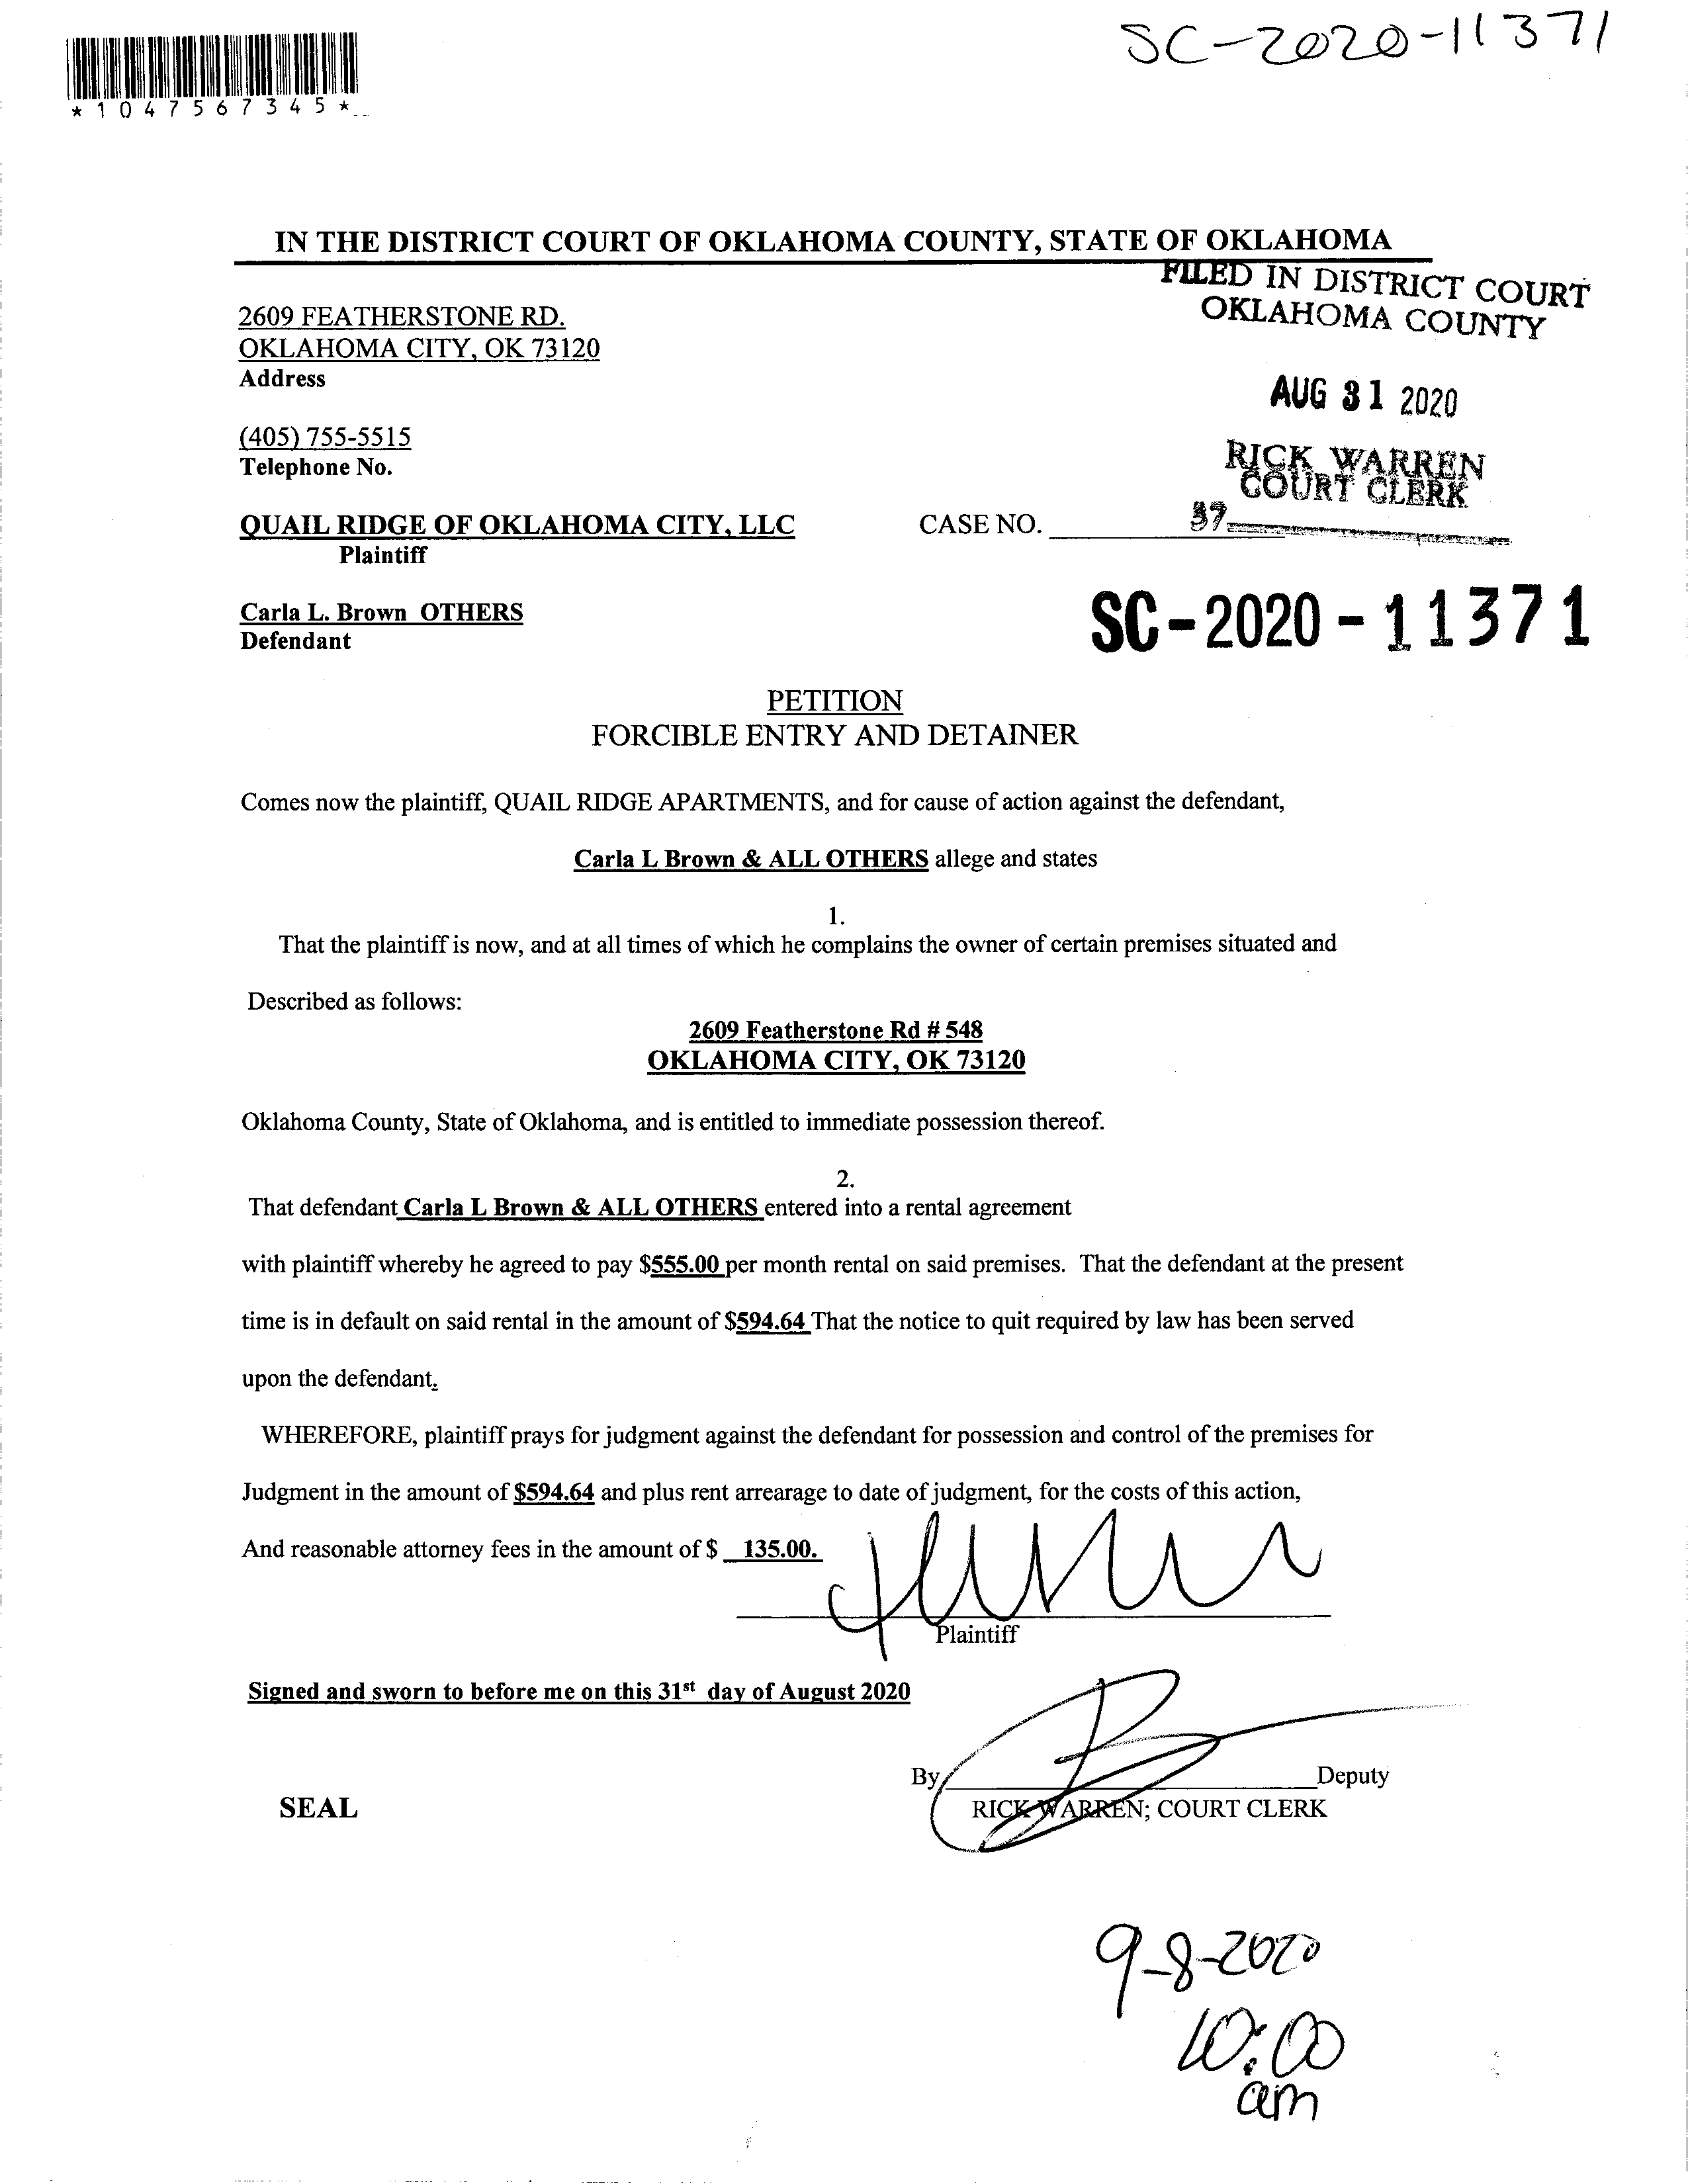 SC-2020-11371
*1047567345*
IN THE DISTRICT COURT OF OKLAHOMA COUNTY, STATE OF OKLAHOMA
FILED IN DISTRICT COURT
OKLAHOMA COUNTY
2609 FEATHERSTONE RD.
OKLAHOMA CITY, OK 73120
Address
AUG 31 2020
(405) 755-5515
Telephone No.
RICK WARREN
COURT CLERK
37
QUAIL RIDGE OF OKLAHOMA CITY, LLC
CASE NO.
Plaintiff
Carla L. Brown OTHERS
Defendant
SC-2020-11371
PETITION
FORCIBLE ENTRY AND DETAINER
Comes now the plaintiff, QUAIL RIDGE APARTMENTS, and for cause of action against the defendant,
Carla L Brown & ALL OTHERS allege and states
1.
That the plaintiff is now, and at all times of which he complains the owner of certain premises situated and
Described as follows:
2609 Featherstone Rd # 548
OKLAHOMA CITY, OK 73120
Oklahoma County, State of Oklahoma, and is entitled to immediate possession thereof.
2.
That defendant Carla L Brown & ALL OTHERS entered into a rental agreement
with plaintiff whereby he agreed to pay $555.00 per month rental on said premises. That the defendant at the present
time is in default on said rental in the amount of $594.64 That the notice to quit required by law has been served
upon the defendant.
WHEREFORE, plaintiff prays for judgment against the defendant for possession and control of the premises for
Judgment in the amount of $594.64 and plus rent arrearage to date of judgment, for the costs of this action,
And reasonable attorney fees in the amount of $ 135.00.
Plaintiff
Signed and sworn to before me on this 31st day of August 2020
By Deputy
SEAL
RICK WARREN; COURT CLERK
9-8-2020
10:00
am